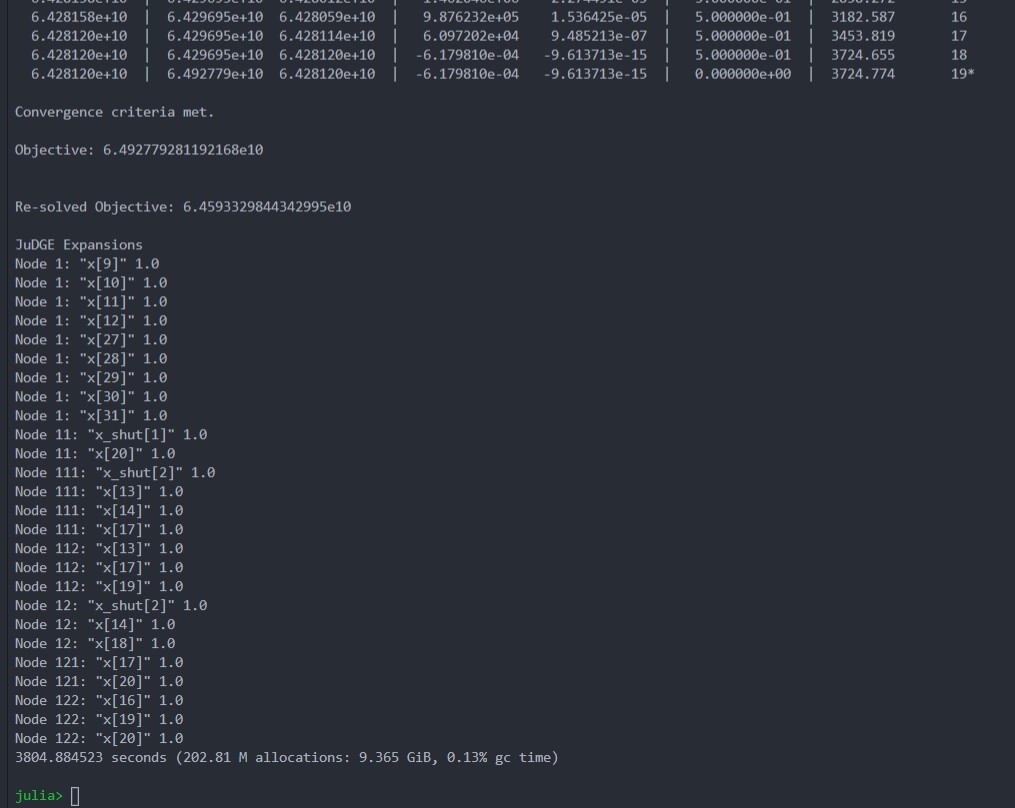 6.428158e+10 | 6.429695e+10 6.428059e+10 | 9.876232e+05 1.536425e-05 | 5.000000e-01 | 3182.587 16
6.428120e+10 | 6.429695e+10 6.428114e+10 | 6.097202e+04 9.485213e-07 | 5.000000e-01 | 3453.819 17
6.428120e+10 | 6.429695e+10 6.428120e+10 | -6.179810e-04 -9.613713e-15 | 5.000000e-01 | 3724.655 18
6.428120e+10 | 6.492779e+10 6.428120e+10 | -6.179810e-04 -9.613713e-15 | 0.000000e+00 | 3724.774 19*
Convergence criteria met.
Objective: 6.492779281192168e10
Re-solved Objective: 6.4593329844342995e10
JuDGE Expansions
Node 1: "x[9]" 1.0
Node 1: "x[10]" 1.0
Node 1: "x[11]" 1.0
Node 1: "x[12]" 1.0
Node 1: "x[27]" 1.0
Node 1: "x[28]" 1.0
Node 1: "x[29]" 1.0
Node 1: "x[30]" 1.0
Node 1: "x[31]" 1.0
Node 11: "x_shut[1]" 1.0
Node 11: "x[20]" 1.0
Node 111: "x_shut[2]" 1.0
Node 111: "x[13]" 1.0
Node 111: "x[14]" 1.0
Node 111: "x[17]" 1.0
Node 112: "x[13]" 1.0
Node 112: "x[17]" 1.0
Node 112: "x[19]" 1.0
Node 12: "x_shut[2]" 1.0
Node 12: "x[14]" 1.0
Node 12: "x[18]" 1.0
Node 121: "x[17]" 1.0
Node 121: "x[20]" 1.0
Node 122: "x[16]" 1.0
Node 122: "x[19]" 1.0
Node 122: "x[20]" 1.0
3804.884523 seconds (202.81 M allocations: 9.365 GiB, 0.13% gc time)
julia>